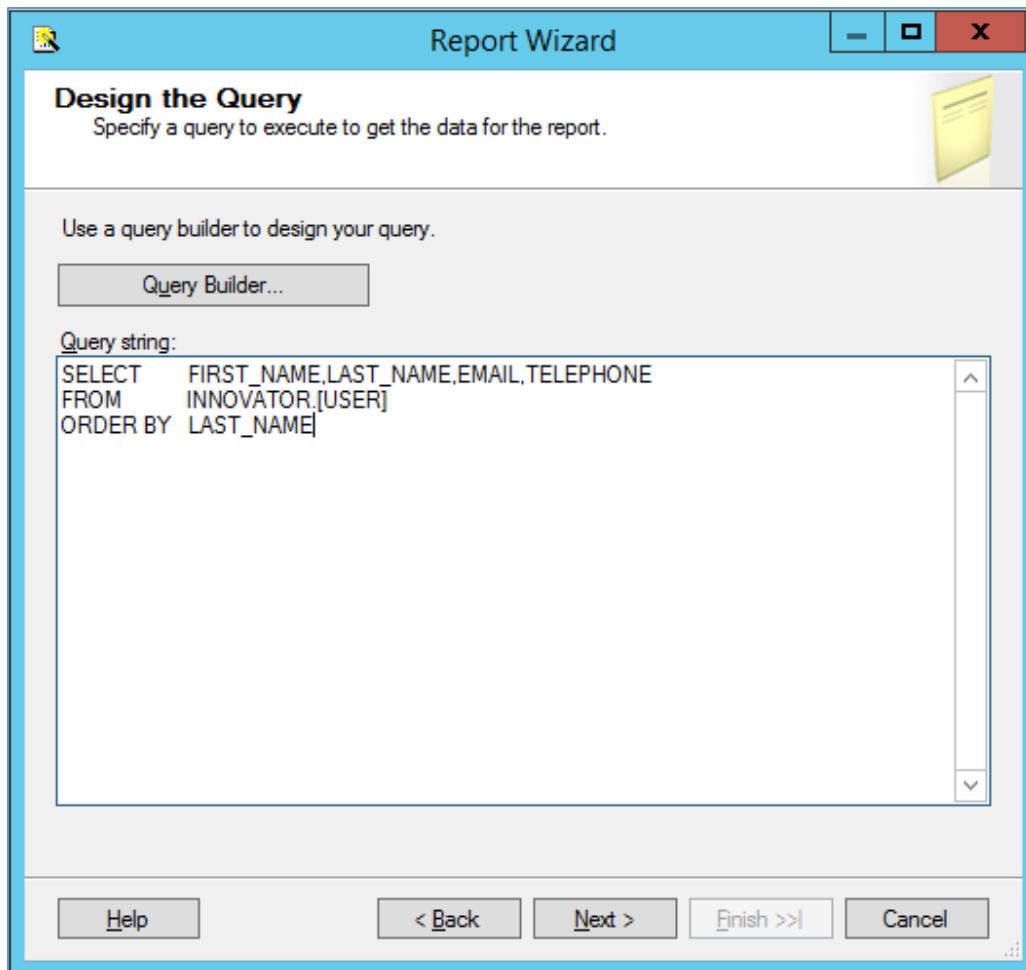 Report Wizard
Design the Query
Specify a query to execute to get the data for the report.
Use a query builder to design your query.
Query Builder...
Query string:
SELECT FIRST_NAME,LAST_NAME,EMAIL,TELEPHONE
FROM INNOVATOR.[USER]
ORDER BY LAST_NAME
Help < Back Next > Finish >>| Cancel